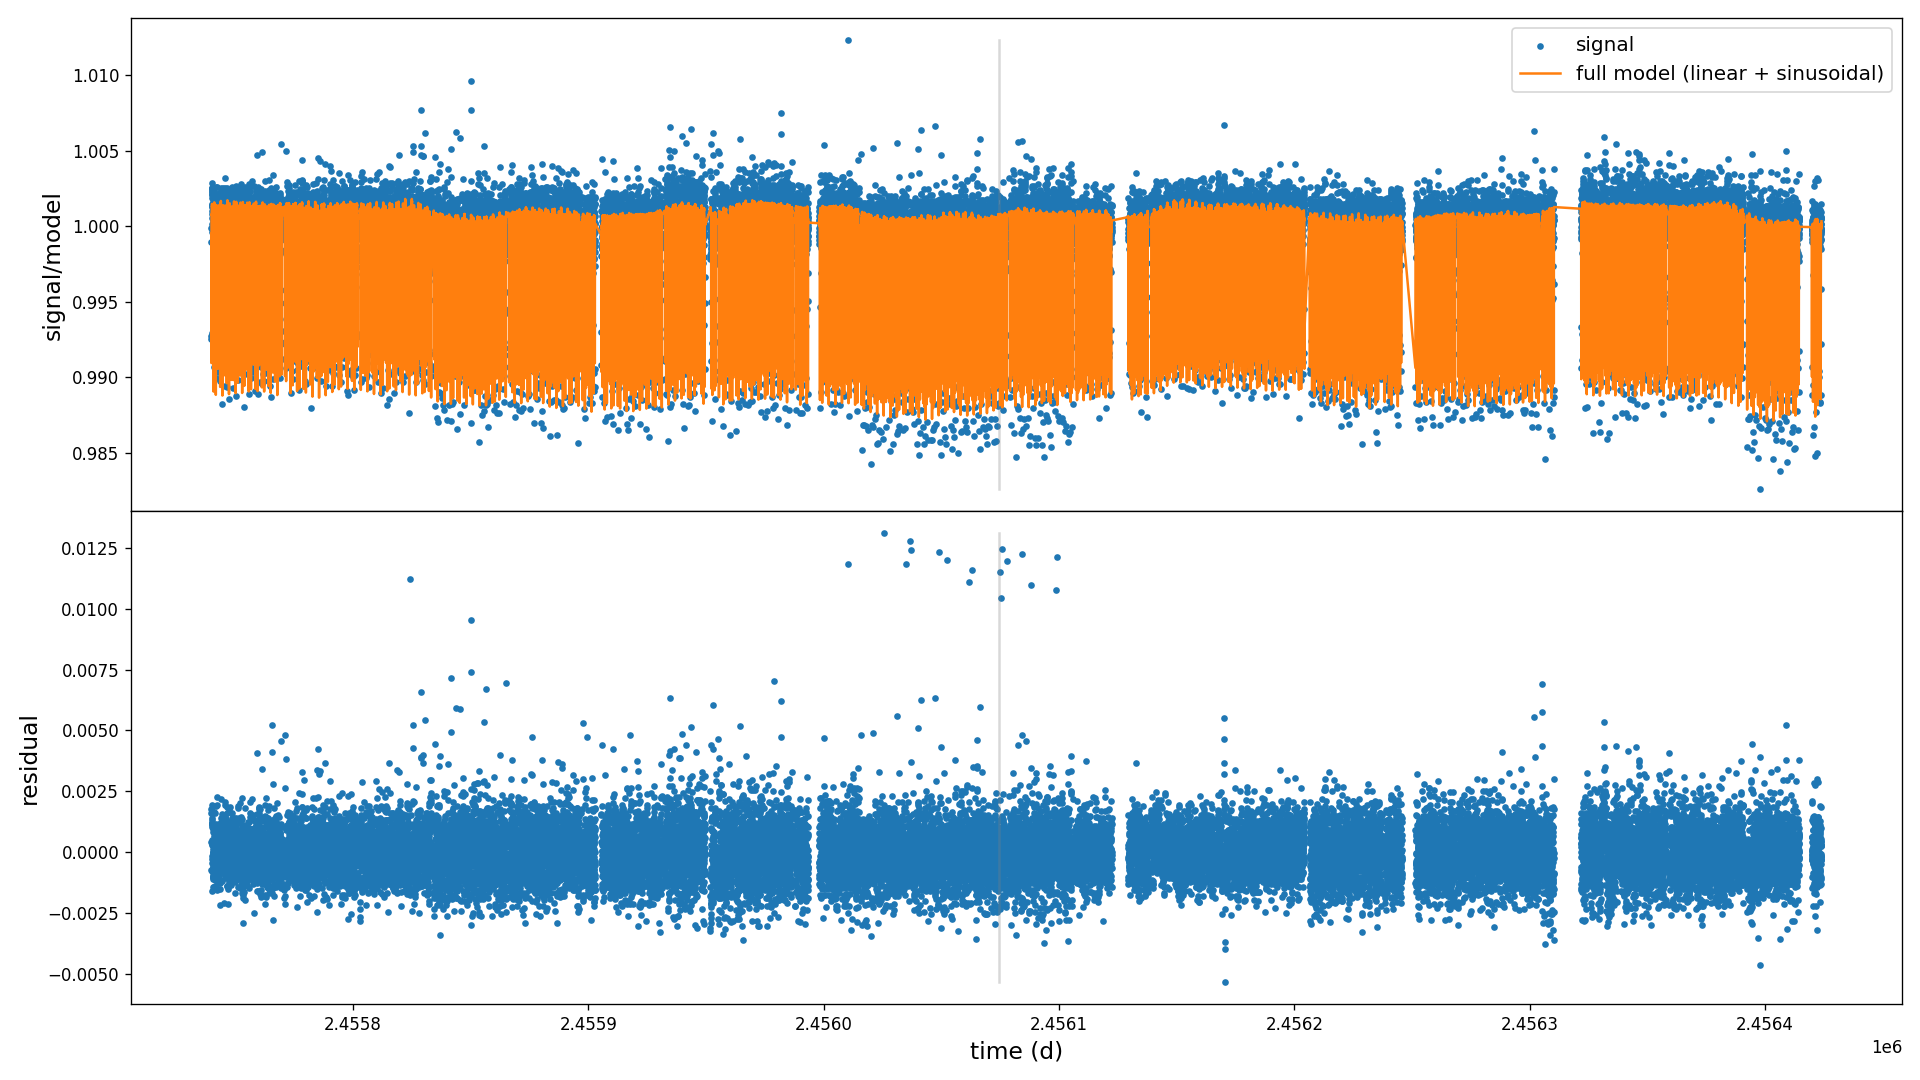 signal
full model (linear + sinusoidal)
1.010
1.005
1.000
0.995
0.990
0.985
signal/model
0.0125
0.0100
0.0075
0.0050
0.0025
0.0000
−0.0025
−0.0050
residual
2.4558 2.4559 2.4560 2.4561 2.4562 2.4563 2.4564
1e6
time (d)